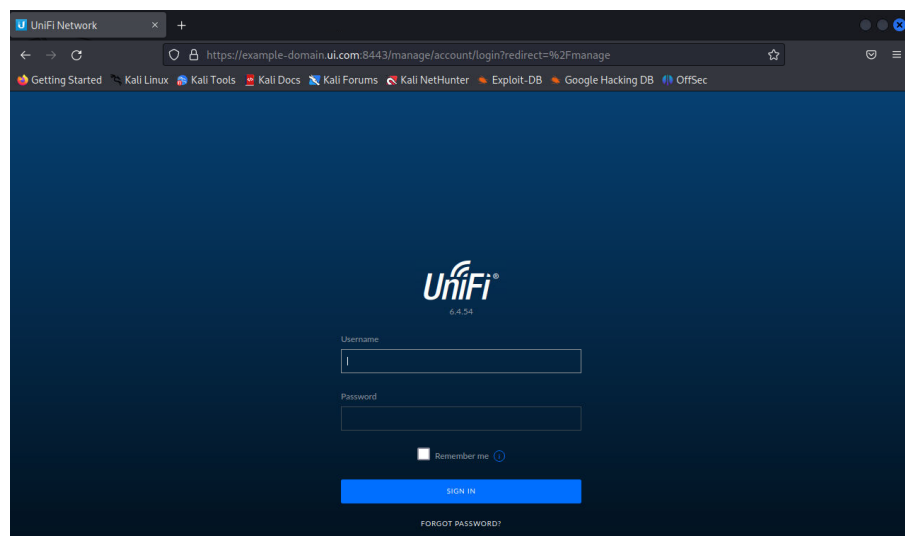 UniFi Network
https://example-domain.ui.com:8443/manage/account/login?redirect=%2Fmanage
Getting Started Kali Linux Kali Tools Kali Docs Kali Forums Kali NetHunter Exploit-DB Google Hacking DB OffSec
UniFi®
6.4.54
Username
Password
Remember me
SIGN IN
FORGOT PASSWORD?